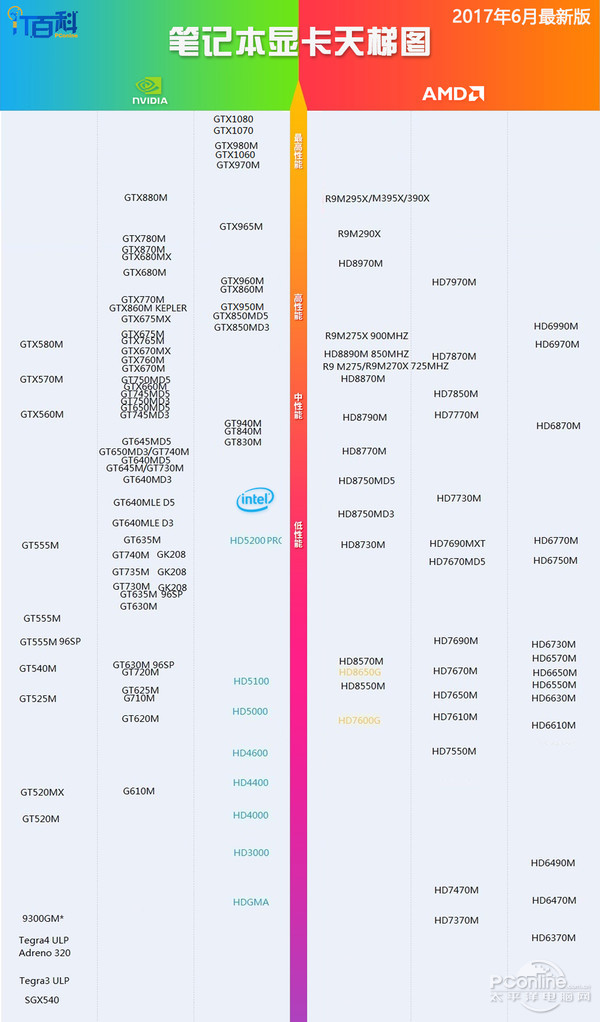 IT百科
PConline
笔记本显卡天梯图
2017年6月最新版
NVIDIA
AMD
最高性能
高性能
中性能
低性能
GTX580M
GTX570M
GTX560M
GT555M
GT555M
GT555M 96SP
GT540M
GT525M
GT520MX
GT520M
9300GM*
Tegra4 ULP
Adreno 320
Tegra3 ULP
SGX540
GTX880M
GTX780M
GTX870M
GTX680MX
GTX680M
GTX770M
GTX860M KEPLER
GTX675MX
GTX675M
GTX765M
GTX670MX
GTX760M
GTX670M
GT750MD5
GTX660M
GT745MD5
GT750MD3
GT650MD5
GT745MD3
GT645MD5
GT650MD3/GT740M
GT640MD5
GT645M/GT730M
GT640MD3
GT640MLE D5
GT640MLE D3
GT635M
GT740M GK208
GT735M GK208
GT730M GK208
GT635M 96SP
GT630M
GT630M 96SP
GT720M
GT625M
G710M
GT620M
G610M
GTX1080
GTX1070
GTX980M
GTX1060
GTX970M
GTX965M
GTX960M
GTX860M
GTX950M
GTX850MD5
GTX850MD3
GT940M
GT840M
GT830M
intel
HD5200 PRO
HD5100
HD5000
HD4600
HD4400
HD4000
HD3000
HDGMA
R9M295X/M395X/390X
R9M290X
HD8970M
R9M275X 900MHZ
HD8890M 850MHZ
R9 M275/R9M270X 725MHZ
HD8870M
HD8790M
HD8770M
HD8750MD5
HD8750MD3
HD8730M
HD8570M
HD8650G
HD8550M
HD7600G
HD7970M
HD7870M
HD7850M
HD7770M
HD7730M
HD7690MXT
HD7670MD5
HD7690M
HD7670M
HD7650M
HD7610M
HD7550M
HD7470M
HD7370M
HD6990M
HD6970M
HD6870M
HD6770M
HD6750M
HD6730M
HD6570M
HD6650M
HD6550M
HD6630M
HD6610M
HD6490M
HD6470M
HD6370M
PConline
太平洋电脑网